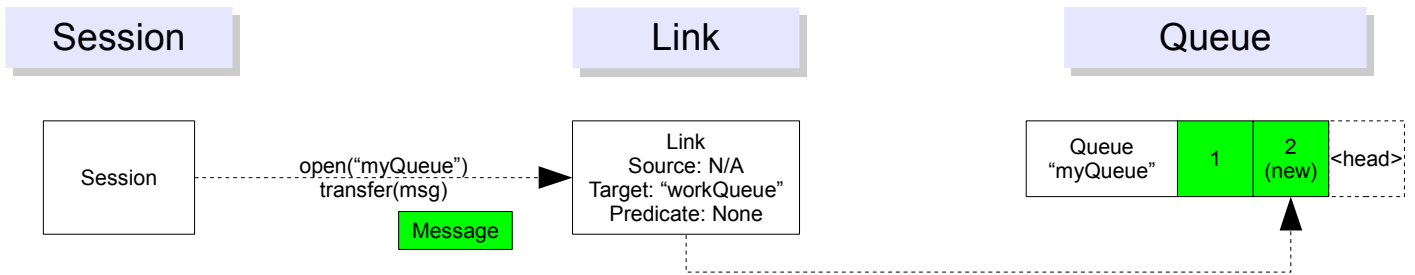 Session
Link
Queue
Session
open(“myQueue”)
transfer(msg)
Message
Link
Source: N/A
Target: “workQueue”
Predicate: None
Queue
“myQueue”
1
2
(new)
<head>